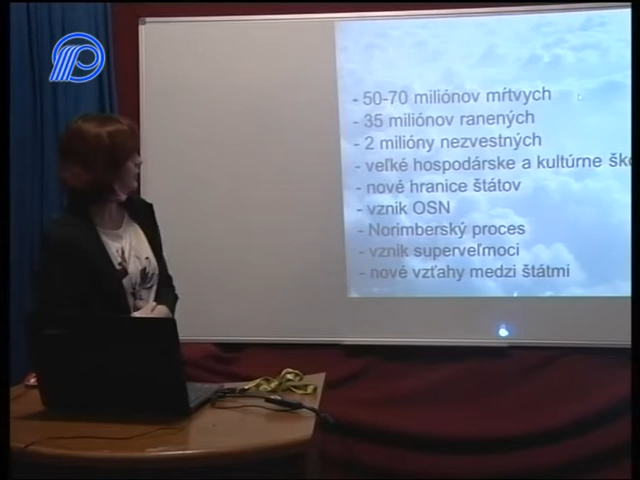 - 50-70 miliónov mŕtvych
- 35 miliónov ranených
- 2 milióny nezvestných
- veľké hospodárske a kultúrne ško
- nové hranice štátov
- vznik OSN
- Norimberský proces
- vznik superveľmoci
- nové vzťahy medzi štátmi